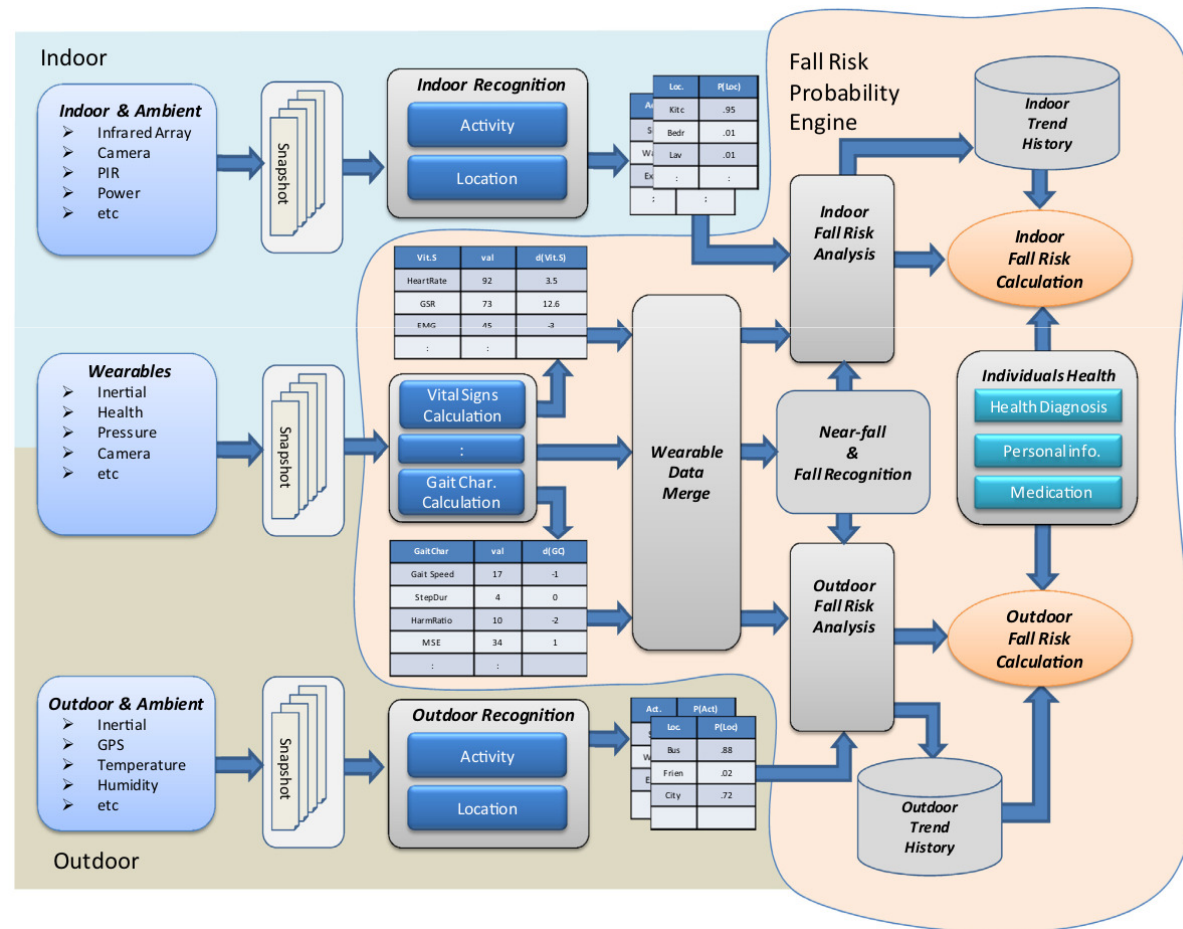 Indoor
Indoor & Ambient
Infrared Array
Camera
PIR
Power
etc
Snapshot
Indoor Recognition
Activity
Location
Loc. P(Loc)
Kitc .95
Bedr .01
Lav .01
: :
: :
Fall Risk
Probability
Engine
Indoor
Trend
History
Indoor
Fall Risk
Analysis
Indoor
Fall Risk
Calculation
Vit.S val d(Vit.S)
HeartRate 92 3.5
GSR 73 12.6
EMG 45 -3
: :
Wearables
Inertial
Health
Pressure
Camera
etc
Snapshot
Vital Signs
Calculation
:
Gait Char.
Calculation
Wearable
Data
Merge
Near-fall
&
Fall Recognition
Individuals Health
Health Diagnosis
Personal info.
Medication
GaitChar val d(GC)
Gait Speed 17 -1
StepDur 4 0
HarmRatio 10 -2
MSE 34 1
: :
Outdoor
Fall Risk
Analysis
Outdoor
Fall Risk
Calculation
Outdoor & Ambient
Inertial
GPS
Temperature
Humidity
etc
Snapshot
Outdoor Recognition
Activity
Location
Act. P(Act)
Loc. P(Loc)
Bus .88
Frien .02
City .72
Outdoor
Trend
History
Outdoor